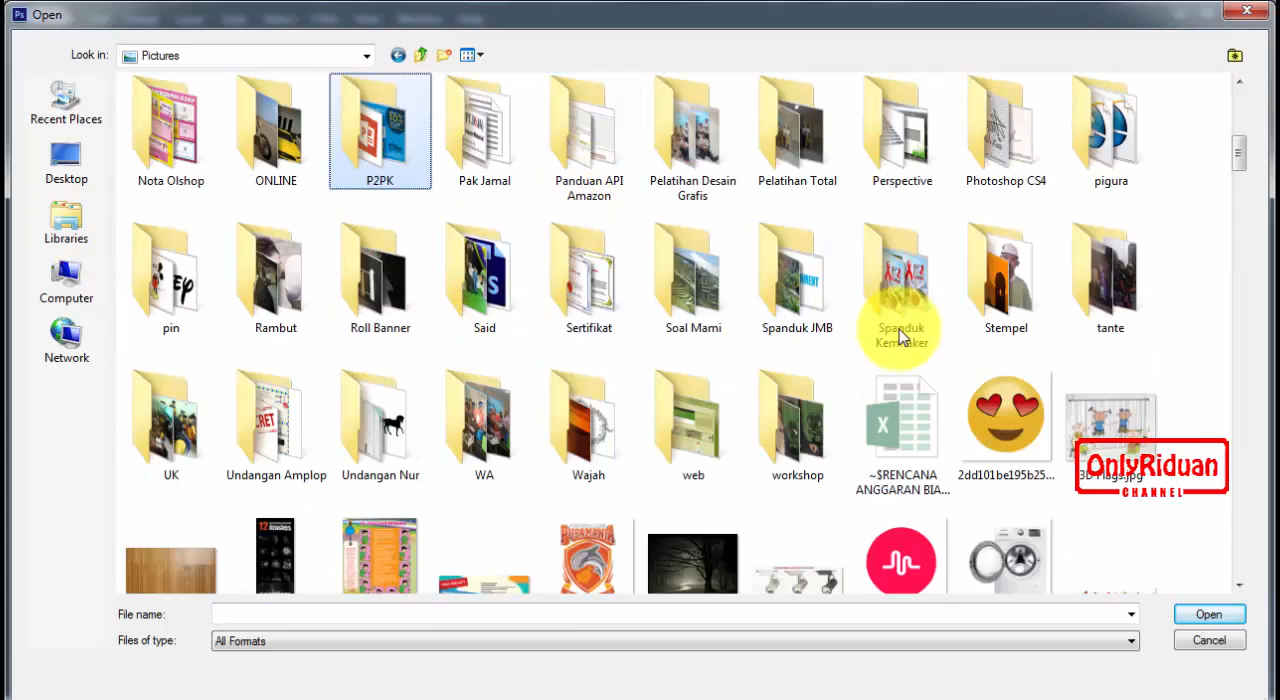 Ps Open
Look in: Pictures
Recent Places
Desktop
Libraries
Computer
Network
Nota Olshop
ONLINE
P2PK
Pak Jamal
Panduan API
Amazon
Pelatihan Desain
Grafis
Pelatihan Total
Perspective
Photoshop CS4
pigura
pin
Rambut
Roll Banner
Said
Sertifikat
Soal Mami
Spanduk JMB
Spanduk
Kemnaker
Stempel
tante
UK
Undangan Amplop
Undangan Nur
WA
Wajah
web
workshop
~$RENCANA
ANGGARAN BIA...
2dd101be195b25...
OnlyRiduan
CHANNEL
File name:
Open
Files of type: All Formats
Cancel